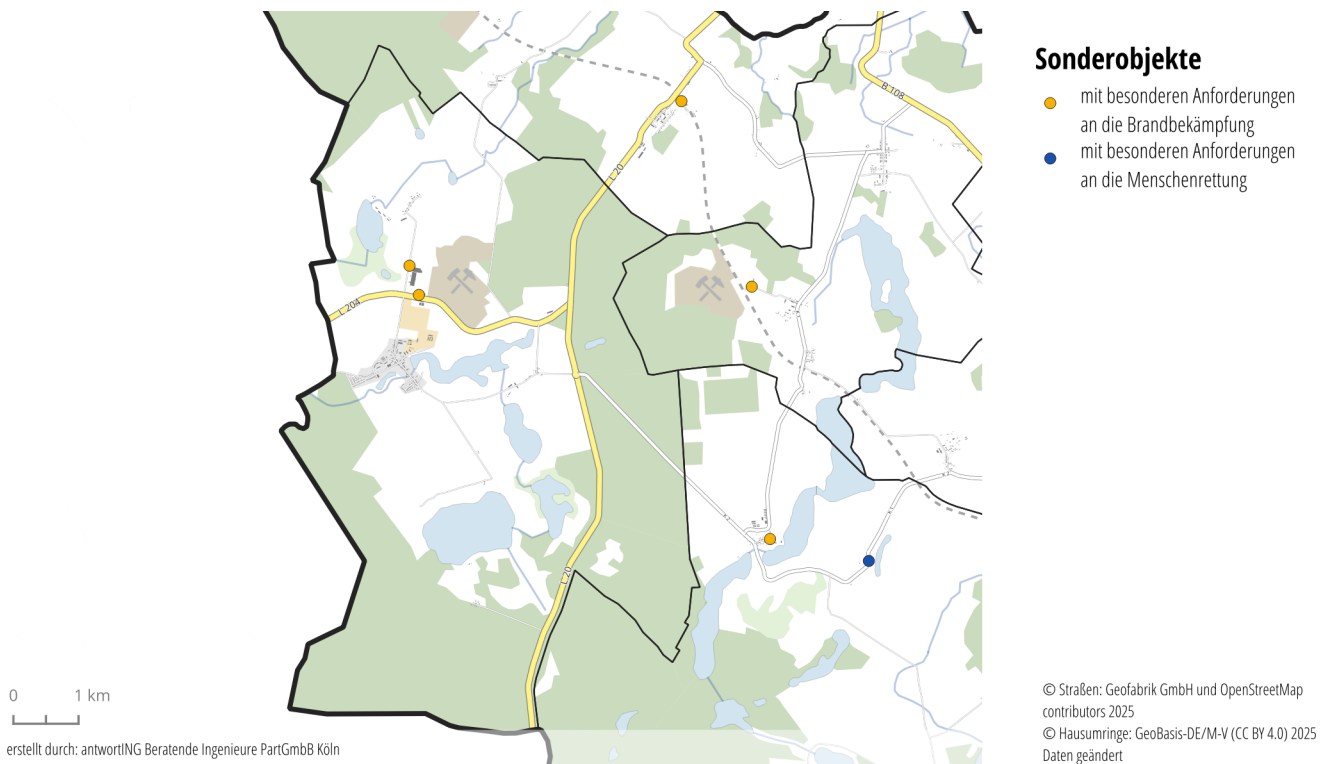 Sonderobjekte
mit besonderen Anforderungen
an die Brandbekämpfung
mit besonderen Anforderungen
an die Menschenrettung
B 108
L 20
L 204
L 20
0 1 km
erstellt durch: antwortING Beratende Ingenieure PartGmbB Köln
© Straßen: Geofabrik GmbH und OpenStreetMap
contributors 2025
© Hausumringe: GeoBasis-DE/M-V (CC BY 4.0) 2025
Daten geändert